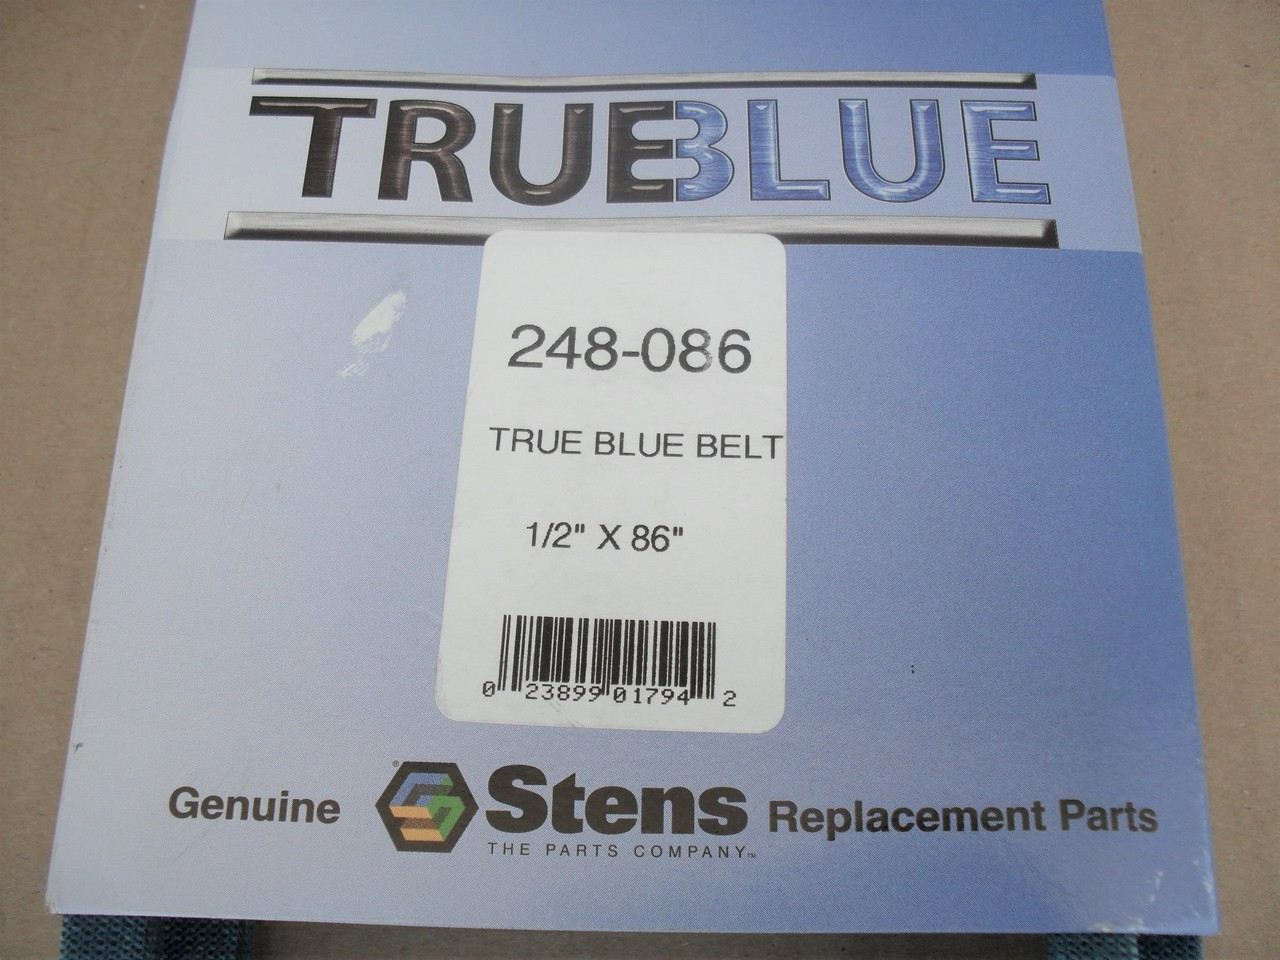 TRUEBLUE
248-086
TRUE BLUE BELT
1/2" X 86"
0 23899 01794 2
Genuine ® Stens Replacement Parts
THE PARTS COMPANY™